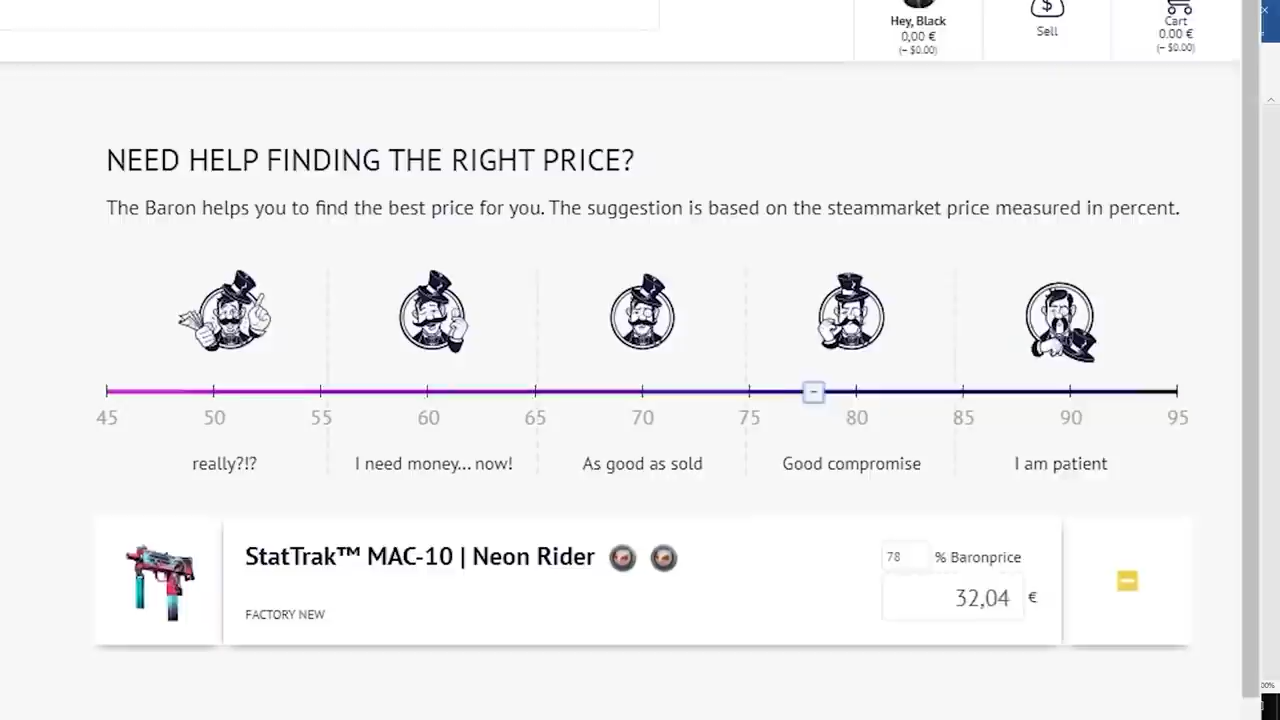 Hey, Black
0,00 €
(~ $0.00)
Sell
Cart
0.00 €
(~ $0.00)
NEED HELP FINDING THE RIGHT PRICE?
The Baron helps you to find the best price for you. The suggestion is based on the steammarket price measured in percent.
45 50 55 60 65 70 75 80 85 90 95
really?!? I need money... now! As good as sold Good compromise I am patient
StatTrak™ MAC-10 | Neon Rider
78 % Baronprice
32,04 €
FACTORY NEW
00%